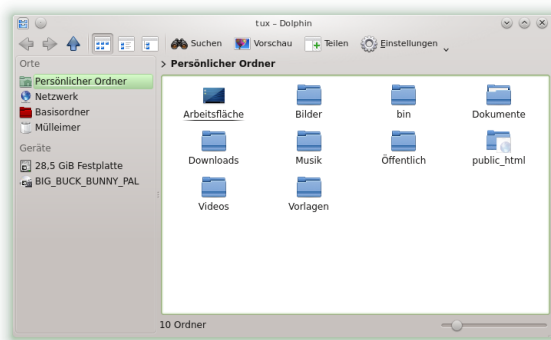 tux – Dolphin
Suchen Vorschau Teilen Einstellungen
Orte
Persönlicher Ordner
Netzwerk
Basisordner
Mülleimer
Geräte
28,5 GiB Festplatte
BIG_BUCK_BUNNY_PAL
> Persönlicher Ordner
Arbeitsfläche Bilder bin Dokumente
Downloads Musik Öffentlich public_html
Videos Vorlagen
10 Ordner